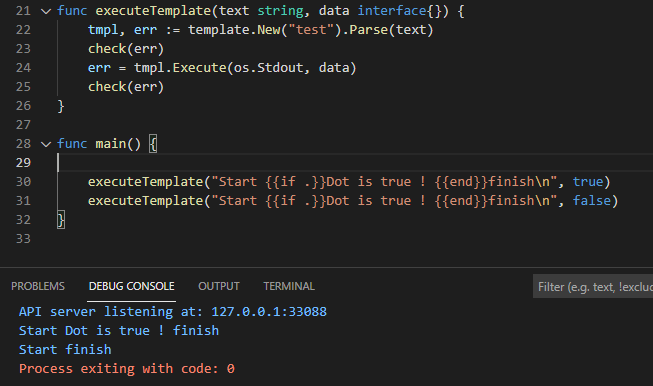 21 func executeTemplate(text string, data interface{}) {
22 tmpl, err := template.New("test").Parse(text)
23 check(err)
24 err = tmpl.Execute(os.Stdout, data)
25 check(err)
26 }
27
28 func main() {
29
30 executeTemplate("Start {{if .}}Dot is true ! {{end}}finish\n", true)
31 executeTemplate("Start {{if .}}Dot is true ! {{end}}finish\n", false)
32 }
33
PROBLEMS DEBUG CONSOLE OUTPUT TERMINAL Filter (e.g. text, !exclu
API server listening at: 127.0.0.1:33088
Start Dot is true ! finish
Start finish
Process exiting with code: 0